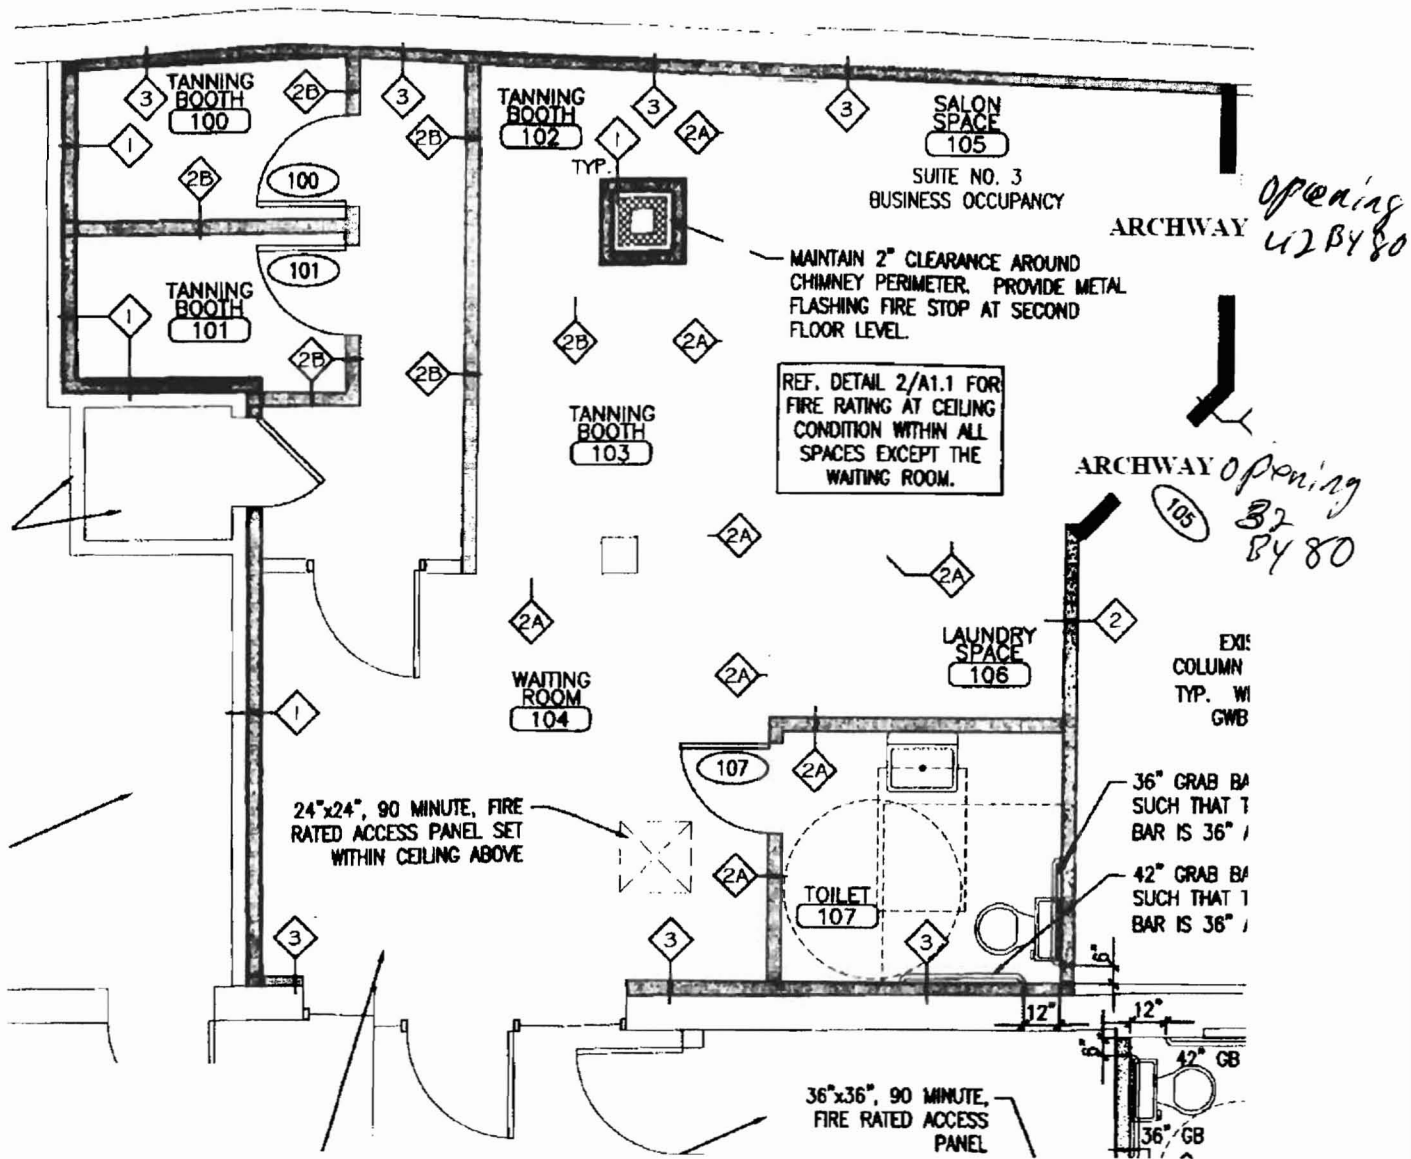 TANNING
BOOTH
100
3
2B
3
1
2B
100
TANNING
BOOTH
102
2B
TYP.
1
3
2A
3
SALON
SPACE
105
SUITE NO. 3
BUSINESS OCCUPANCY
ARCHWAY
opening
42 BY 80
MAINTAIN 2" CLEARANCE AROUND
CHIMNEY PERIMETER. PROVIDE METAL
FLASHING FIRE STOP AT SECOND
FLOOR LEVEL.
101
TANNING
BOOTH
101
1
2B
2B
2B
2A
REF. DETAIL 2/A1.1 FOR
FIRE RATING AT CEILING
CONDITION WITHIN ALL
SPACES EXCEPT THE
WAITING ROOM.
TANNING
BOOTH
103
ARCHWAY
opening
32
BY 80
105
2A
2A
2A
2
LAUNDRY
SPACE
106
WAITING
ROOM
104
2A
1
COLUMN
TYP.
GWB
107
2A
24"x24", 90 MINUTE, FIRE
RATED ACCESS PANEL SET
WITHIN CEILING ABOVE
36" GRAB
SUCH THAT
BAR IS 36"
2A
42" GRAB
SUCH THAT
BAR IS 36"
TOILET
107
3
3
3
6"
12"
12"
6"
42" GB
36"x36", 90 MINUTE,
FIRE RATED ACCESS
PANEL
36" GB